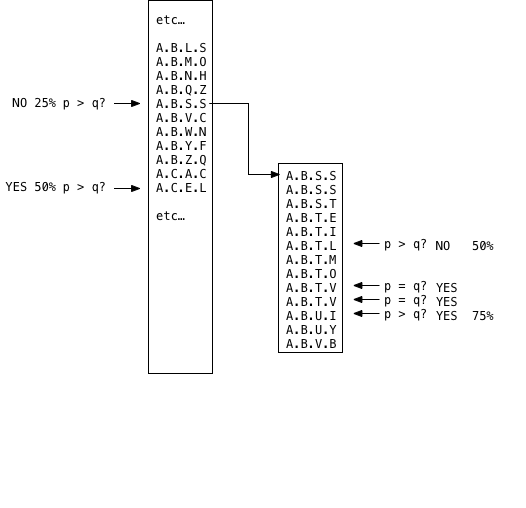 etc…
A.B.L.S
A.B.M.O
A.B.N.H
A.B.Q.Z
NO 25% p > q? A.B.S.S
A.B.V.C
A.B.W.N
A.B.Y.F
A.B.Z.Q
A.C.A.C
YES 50% p > q? A.C.E.L
etc…
A.B.S.S
A.B.S.S
A.B.S.T
A.B.T.E
A.B.T.I
A.B.T.L p > q? NO 50%
A.B.T.M
A.B.T.O
A.B.T.V p = q? YES
A.B.T.V p = q? YES
A.B.U.I p > q? YES 75%
A.B.U.Y
A.B.V.B